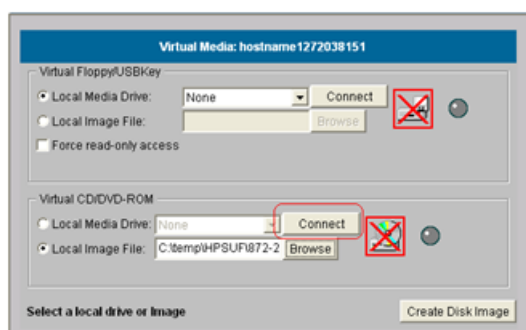 Virtual Media: hostname1272038151
Virtual Floppy/USBKey
Local Media Drive: None Connect
Local Image File: Browse
Force read-only access
Virtual CD/DVD-ROM
Local Media Drive: None Connect
Local Image File: C:\temp\HPSUF\872-2 Browse
Select a local drive or Image Create Disk Image